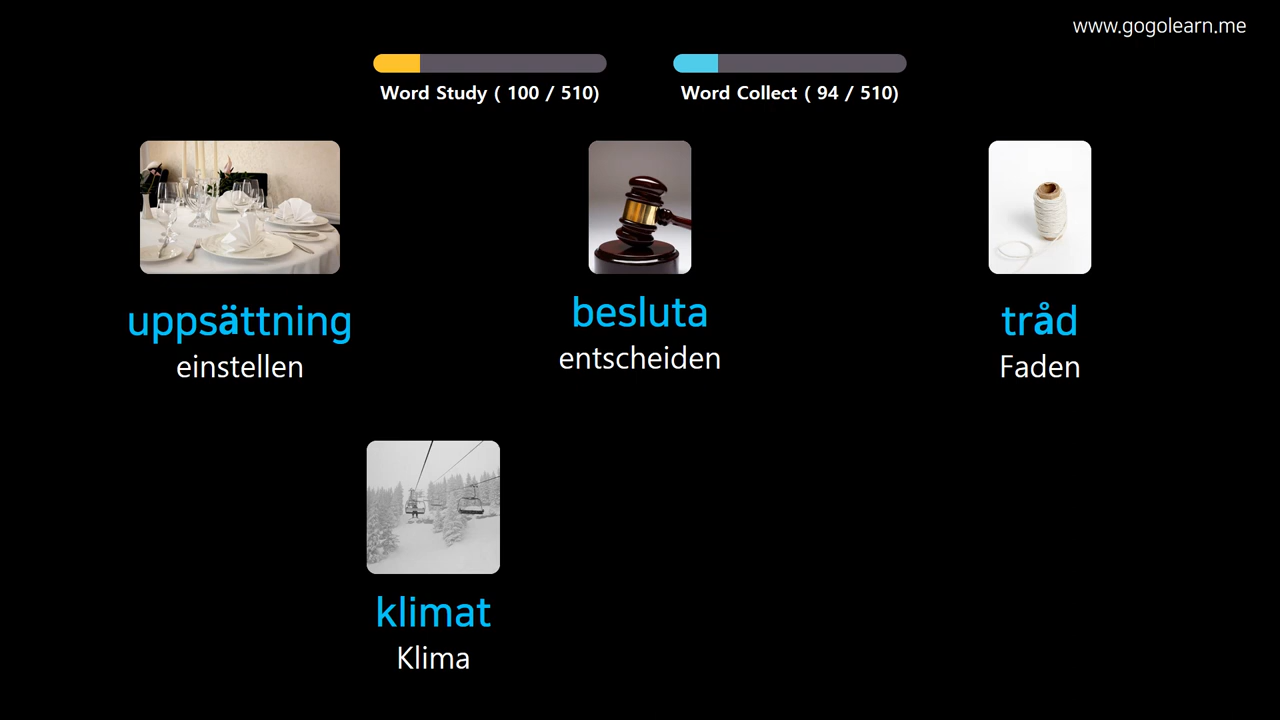 www.gogolearn.me
Word Study ( 100 / 510)
Word Collect ( 94 / 510)
uppsättning
einstellen
besluta
entscheiden
tråd
Faden
klimat
Klima